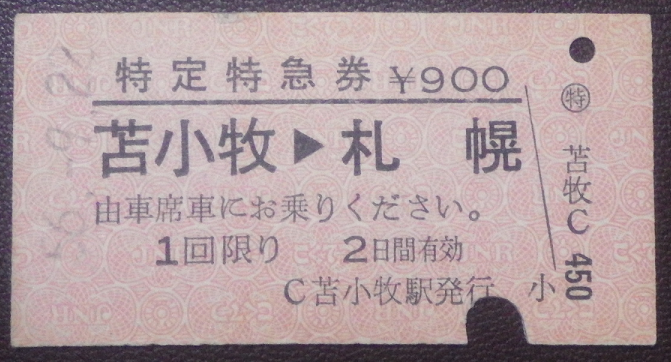 特定特急券 ¥900
苫小牧▶札幌
由車席車にお乗りください。
1回限り 2日間有効
C苫小牧駅発行 小
㊕ 苫牧C 450